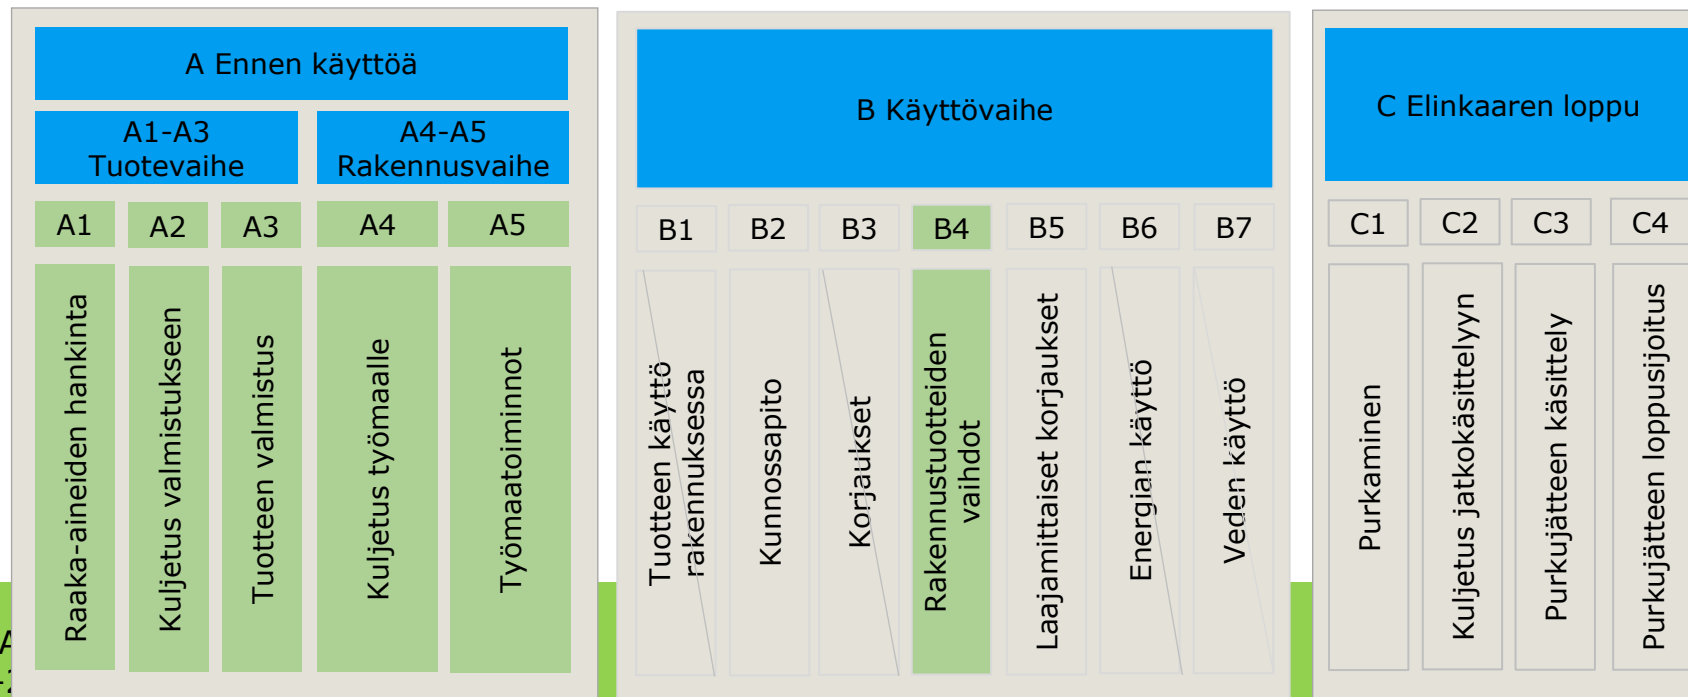 A Ennen käyttöä
A1-A3
Tuotevaihe
A4-A5
Rakennusvaihe
A1
A2
A3
A4
A5
Raaka-aineiden hankinta
Kuljetus valmistukseen
Tuotteen valmistus
Kuljetus työmaalle
Työmaatoiminnot
B Käyttövaihe
B1
B2
B3
B4
B5
B6
B7
Tuotteen käyttö
rakennuksessa
Kunnossapito
Korjaukset
Rakennustuotteiden
vaihdot
Laajamittaiset korjaukset
Energian käyttö
Veden käyttö
C Elinkaaren loppu
C1
C2
C3
C4
Purkaminen
Kuljetus jatkokäsittelyyn
Purkujätteen käsittely
Purkujätteen loppusijoitus